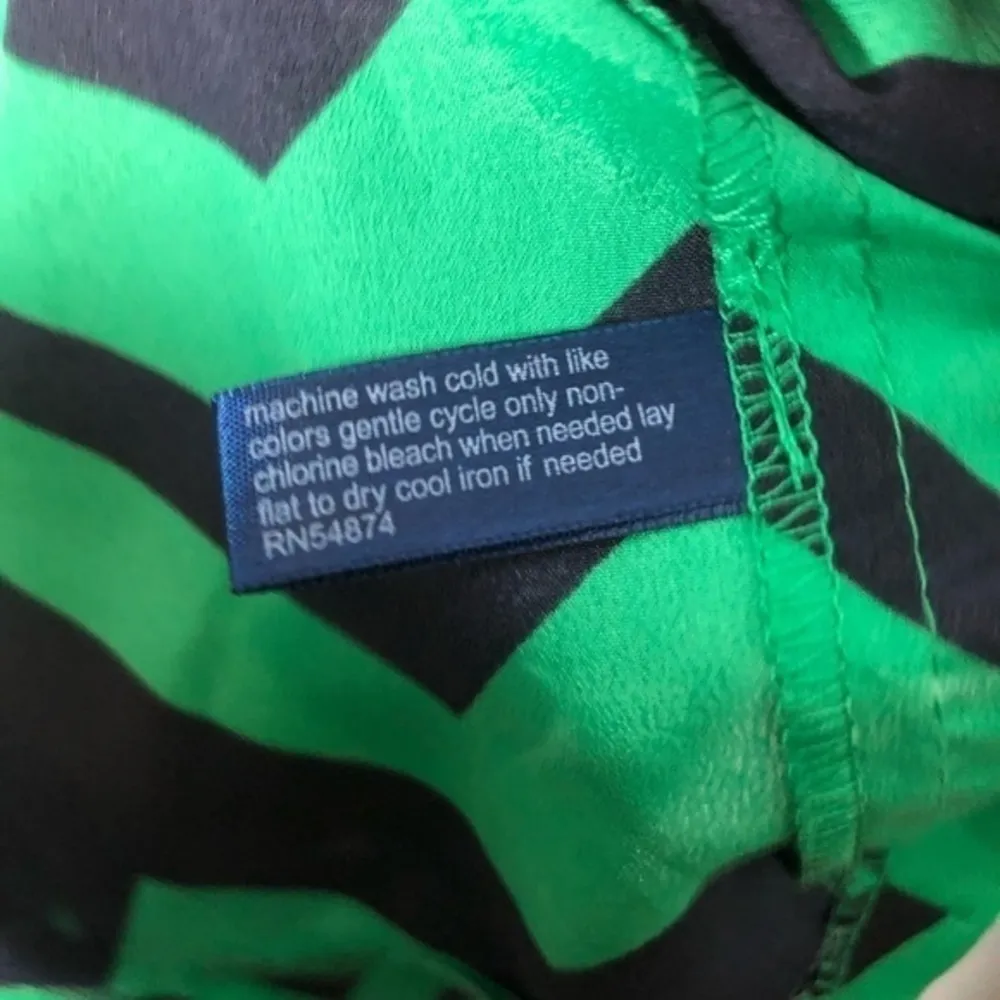 machine wash cold with like
colors gentle cycle only non-
chlorine bleach when needed lay
flat to dry cool iron if needed
RN54874